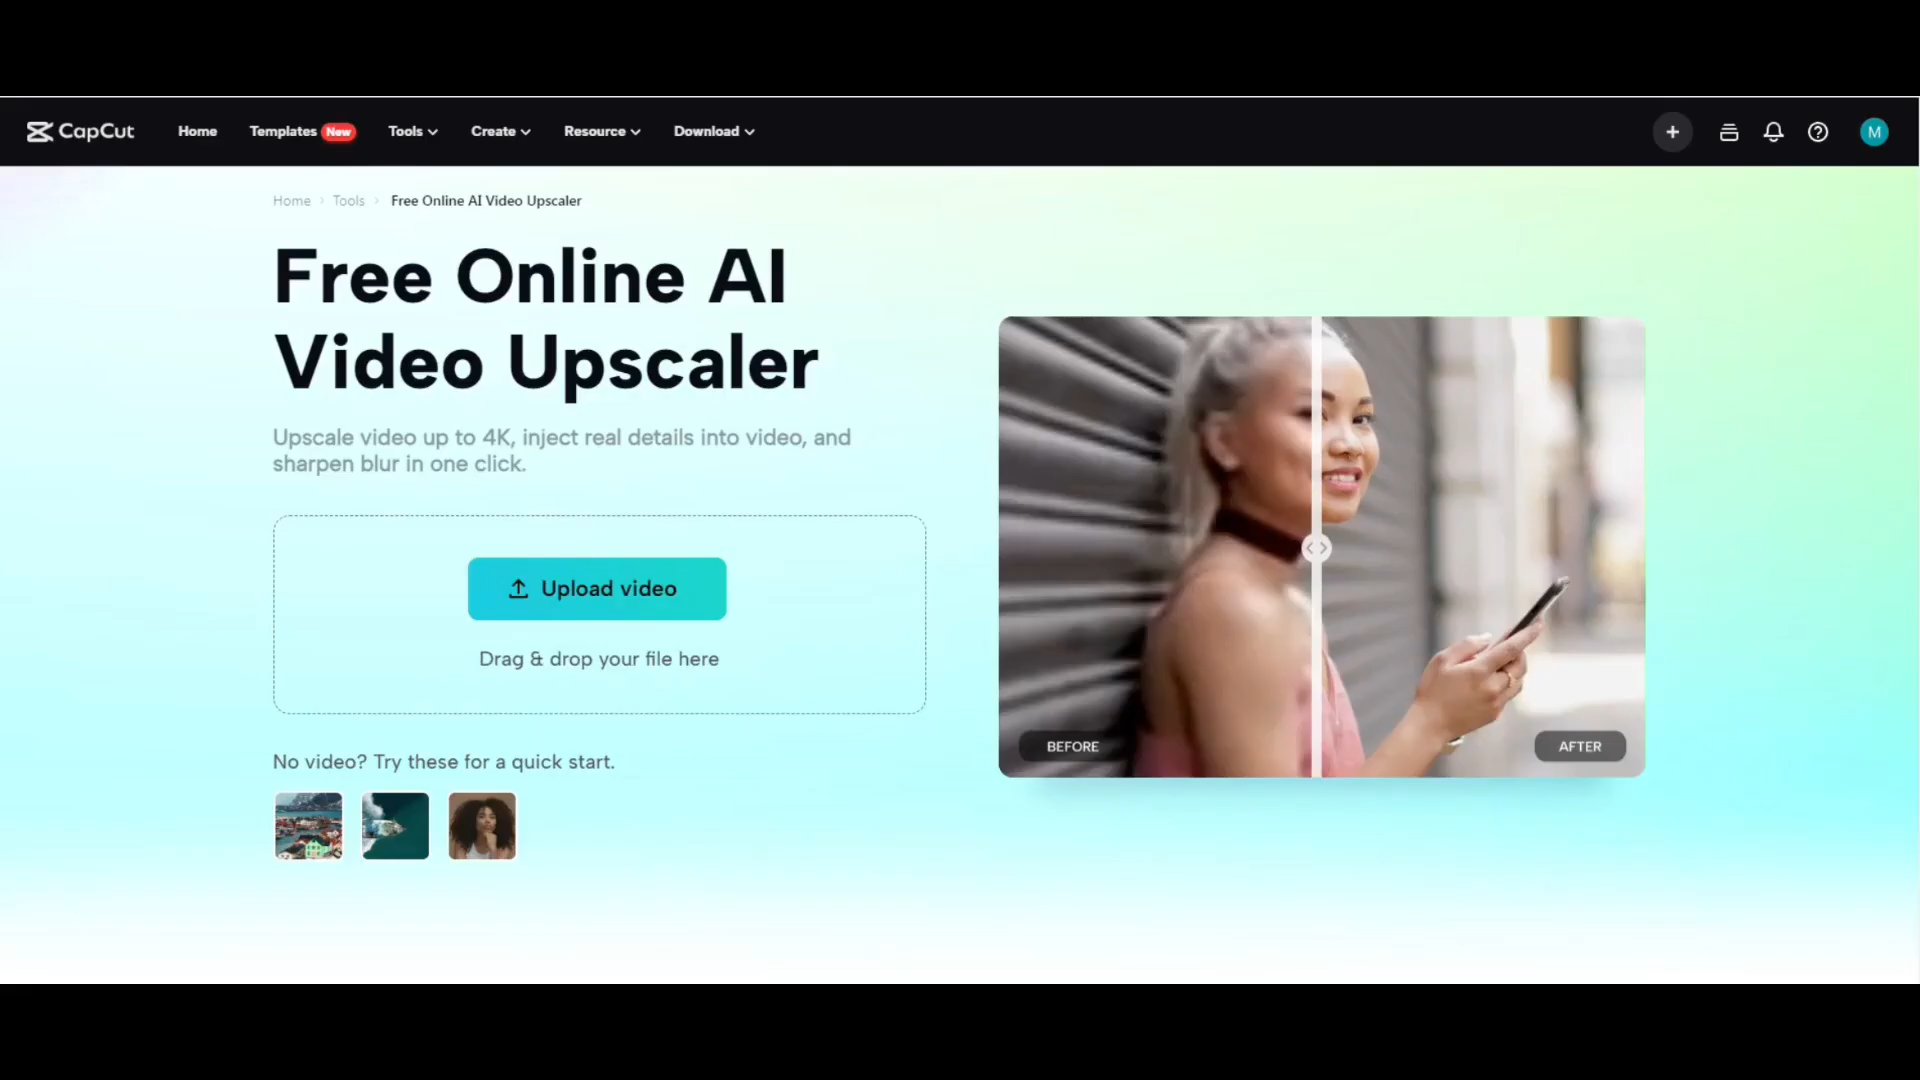 CapCut
Home
Templates New
Tools
Create
Resource
Download
M
Home
Tools
Free Online AI Video Upscaler
Free Online AI
Video Upscaler
Upscale video up to 4K, inject real details into video, and
sharpen blur in one click.
Upload video
Drag & drop your file here
No video? Try these for a quick start.
BEFORE
AFTER